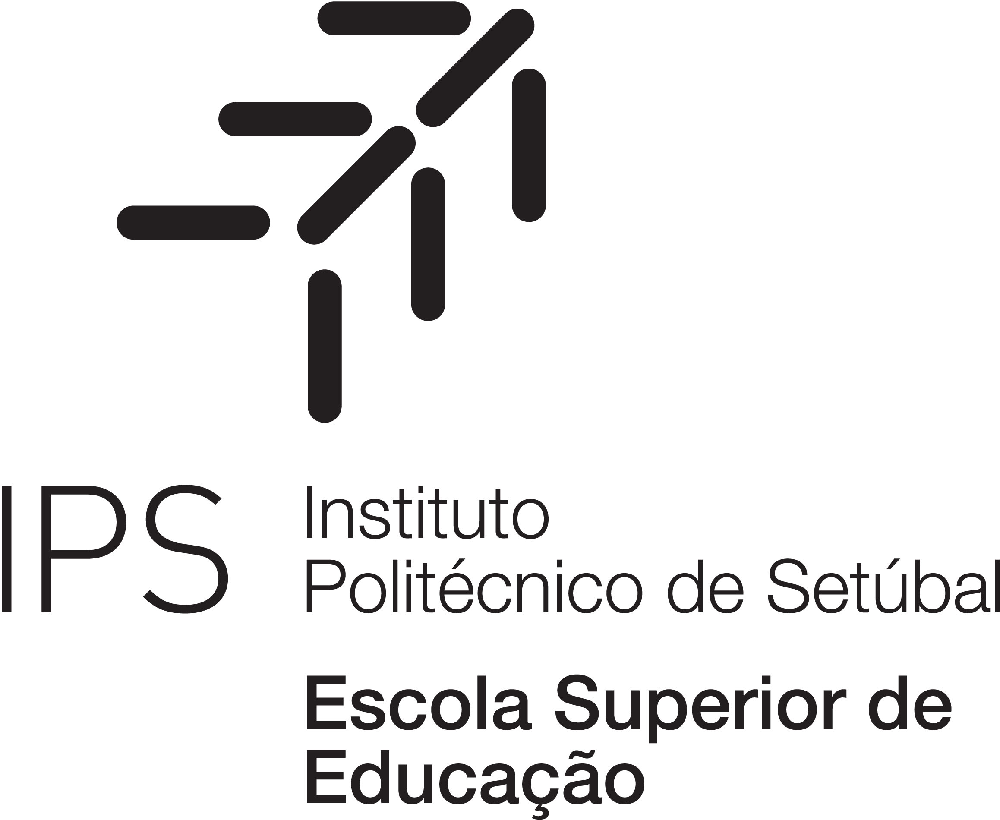 IPS
Instituto
Politécnico de Setúbal
Escola Superior de
Educação